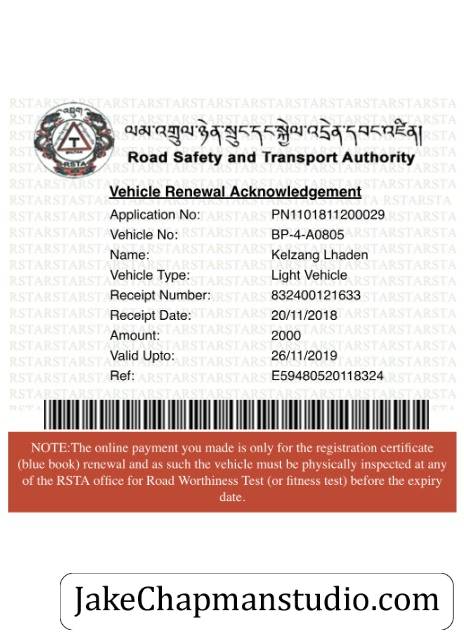 ལམ་འགྲུལ་ཉེན་སྲུང་དང་སྐྱེལ་འདྲེན་དབང་འཛིན།
Road Safety and Transport Authority
Vehicle Renewal Acknowledgement
Application No: PN1101811200029
Vehicle No: BP-4-A0805
Name: Kelzang Lhaden
Vehicle Type: Light Vehicle
Receipt Number: 832400121633
Receipt Date: 20/11/2018
Amount: 2000
Valid Upto: 26/11/2019
Ref: E59480520118324
NOTE:The online payment you made is only for the registration certificate
(blue book) renewal and as such the vehicle must be physically inspected at any
of the RSTA office for Road Worthiness Test (or fitness test) before the expiry
date.
JakeChapmanstudio.com